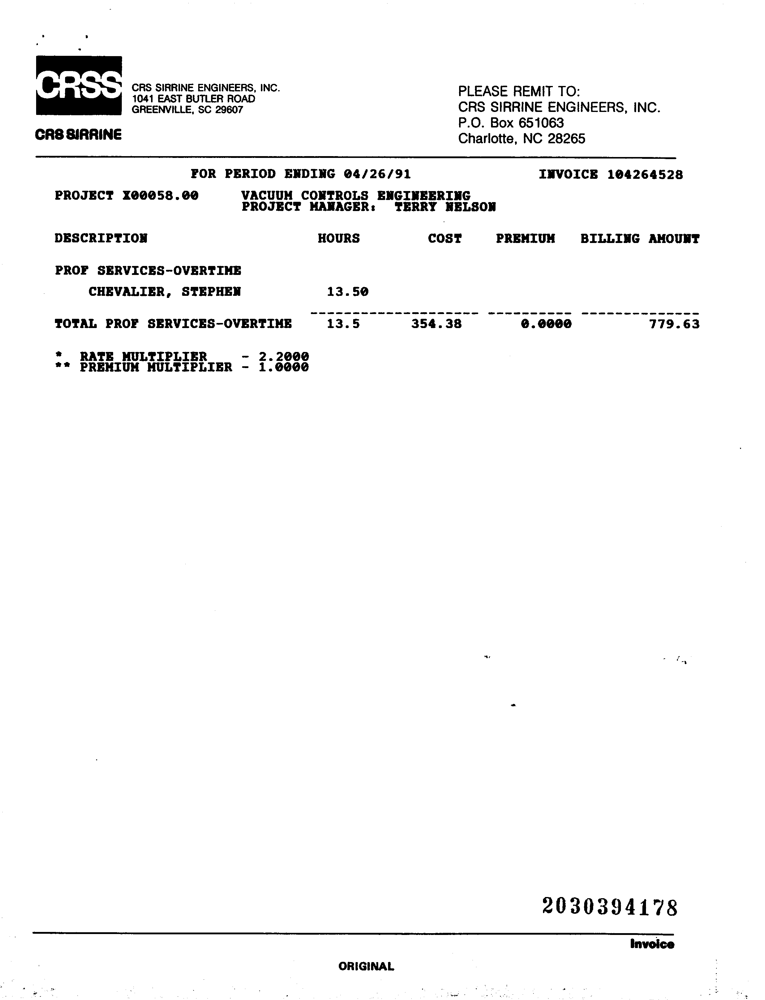 CRSS
CRS SIRRINE
CRS SIRRINE ENGINEERS, INC.
1041 EAST BUTLER ROAD
GREENVILLE, SC 29607
PLEASE REMIT TO:
CRS SIRRINE ENGINEERS, INC.
P.O. Box 651063
Charlotte, NC 28265
FOR PERIOD ENDING 04/26/91 INVOICE 104264528
PROJECT X00058.00 VACUUM CONTROLS ENGINEERING
PROJECT MANAGER: TERRY NELSON
DESCRIPTION HOURS COST PREMIUM BILLING AMOUNT
PROF SERVICES-OVERTIME
CHEVALIER, STEPHEN 13.50
TOTAL PROF SERVICES-OVERTIME 13.5 354.38 0.0000 779.63
* RATE MULTIPLIER - 2.2000
** PREMIUM MULTIPLIER - 1.0000
2030394178
Invoice
ORIGINAL